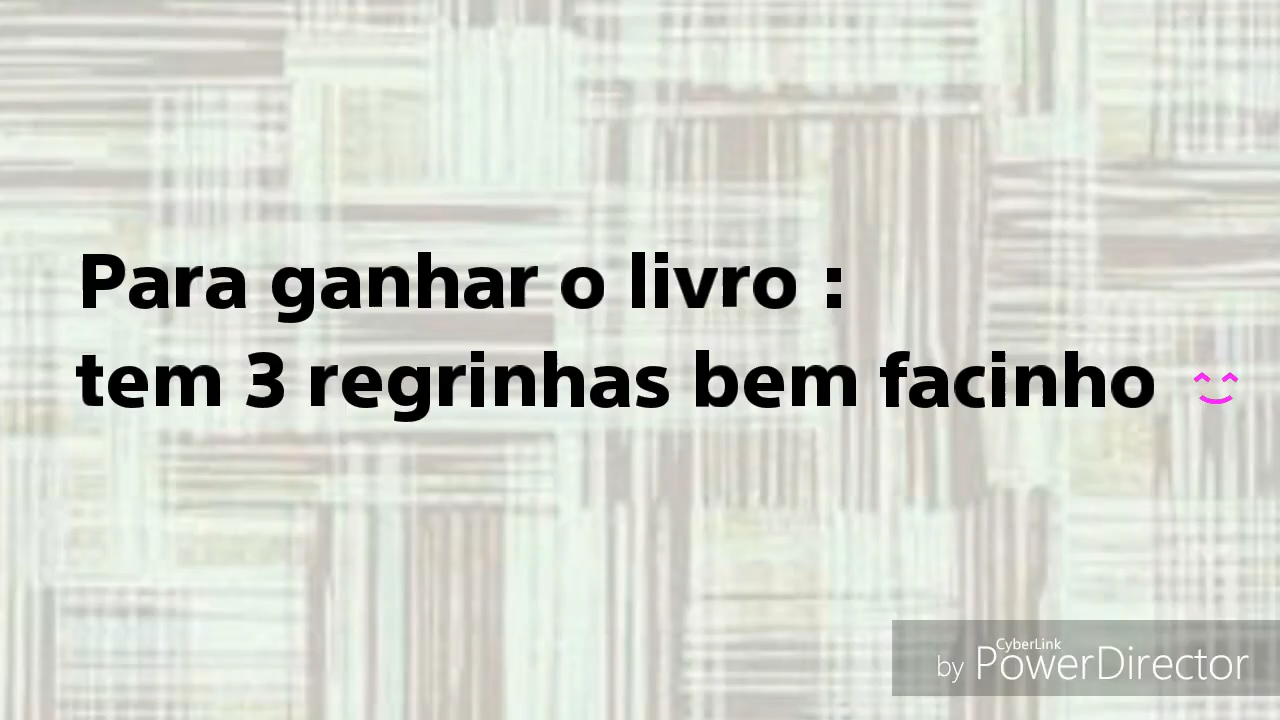 Para ganhar o livro :
tem 3 regrinhas bem facinho ^‿^
CyberLink
by PowerDirector